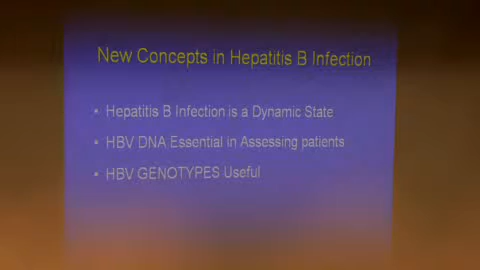 New Concepts in Hepatitis B Infection
• Hepatitis B Infection is a Dynamic State
• HBV DNA Essential in Assessing patients
• HBV GENOTYPES Useful